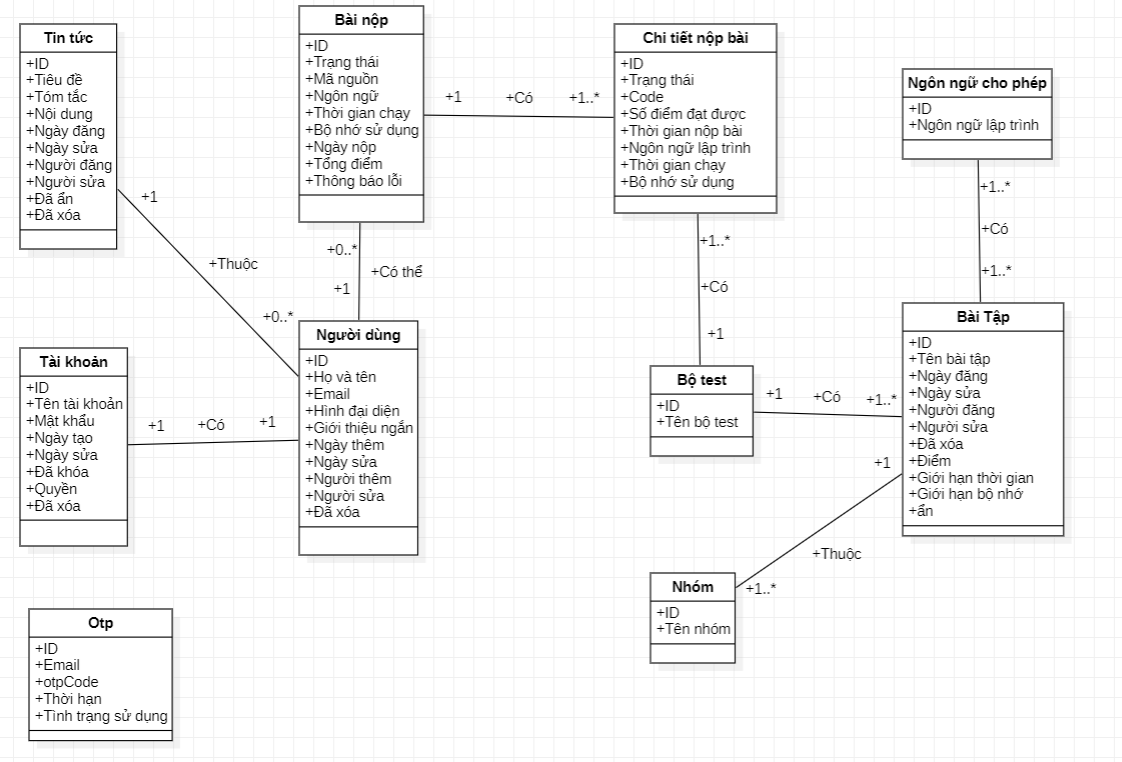 Tin tức
+ID
+Tiêu đề
+Tóm tắc
+Nội dung
+Ngày đăng
+Ngày sửa
+Người đăng
+Người sửa
+Đã ẩn
+Đã xóa
Bài nộp
+ID
+Trạng thái
+Mã nguồn
+Ngôn ngữ
+Thời gian chạy
+Bộ nhớ sử dụng
+Ngày nộp
+Tổng điểm
+Thông báo lỗi
+1
+Có
+1..*
Chi tiết nộp bài
+ID
+Trạng thái
+Code
+Số điểm đạt được
+Thời gian nộp bài
+Ngôn ngữ lập trình
+Thời gian chạy
+Bộ nhớ sử dụng
Ngôn ngữ cho phép
+ID
+Ngôn ngữ lập trình
+1
+Thuộc
+0..*
+0..*
+Có thể
+1
+1..*
+Có
+1
+1..*
+Có
+1..*
Tài khoản
+ID
+Tên tài khoản
+Mật khẩu
+Ngày tạo
+Ngày sửa
+Đã khóa
+Quyền
+Đã xóa
+1
+Có
+1
Người dùng
+ID
+Họ và tên
+Email
+Hình đại diện
+Giới thiệu ngắn
+Ngày thêm
+Ngày sửa
+Người thêm
+Người sửa
+Đã xóa
Bộ test
+ID
+Tên bộ test
+1
+Có
+1..*
Bài Tập
+ID
+Tên bài tập
+Ngày đăng
+Ngày sửa
+Người đăng
+Người sửa
+Đã xóa
+Điểm
+Giới hạn thời gian
+Giới hạn bộ nhớ
+ẩn
+1
+Thuộc
+1..*
Nhóm
+ID
+Tên nhóm
Otp
+ID
+Email
+otpCode
+Thời hạn
+Tình trạng sử dụng